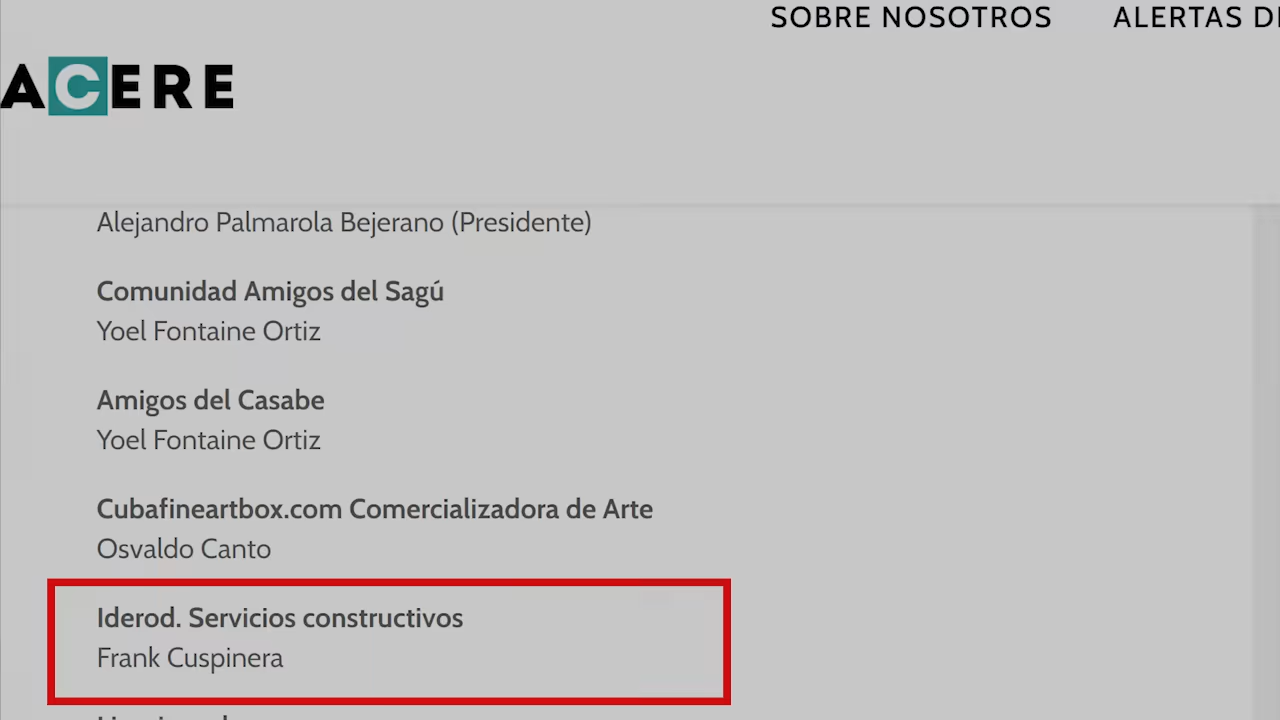 SOBRE NOSOTROS ALERTAS
ACERE
Alejandro Palmarola Bejerano (Presidente)
Comunidad Amigos del Sagú
Yoel Fontaine Ortiz
Amigos del Casabe
Yoel Fontaine Ortiz
Cubafineartbox.com Comercializadora de Arte
Osvaldo Canto
Iderod. Servicios constructivos
Frank Cuspinera